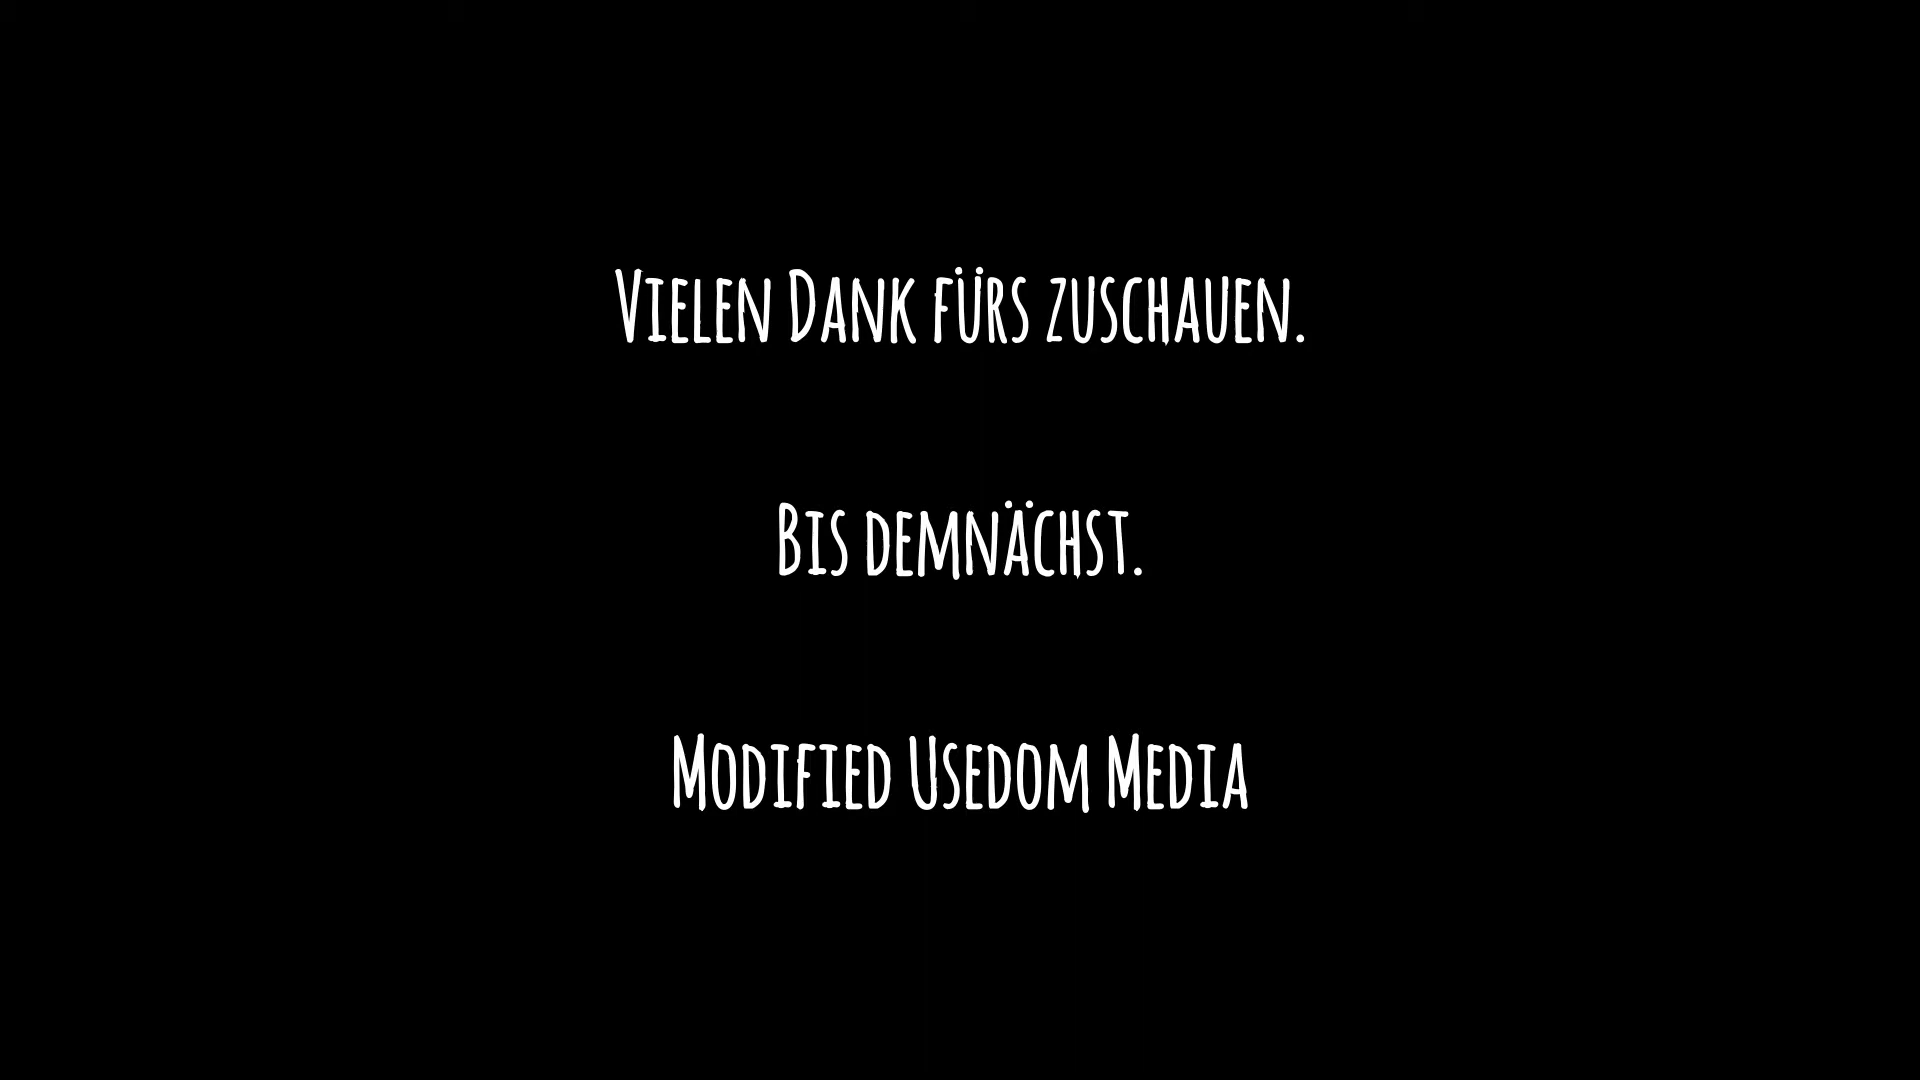 Vielen Dank fürs zuschauen.
Bis demnächst.
Modified Usedom Media